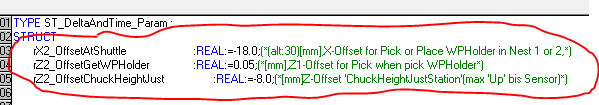 01 TYPE ST_DeltaAndTime_Param :
02 STRUCT
03 rX2_OffsetAtShuttle :REAL:=-18.0;(*(alt:30)[mm],X-Offset for Pick or Place WPHolder in Nest 1 or 2,*)
04 rZ2_OffsetGetWPHolder :REAL:=0.05;(*[mm],Z1-Offset for Pick when pick WPHolder*)
05 rZ2_OffsetChuckHeightJust :REAL:=-8.0;(*[mm]Z-Offset 'ChuckHeightJustStation'(max 'Up' bis Sensor)*)